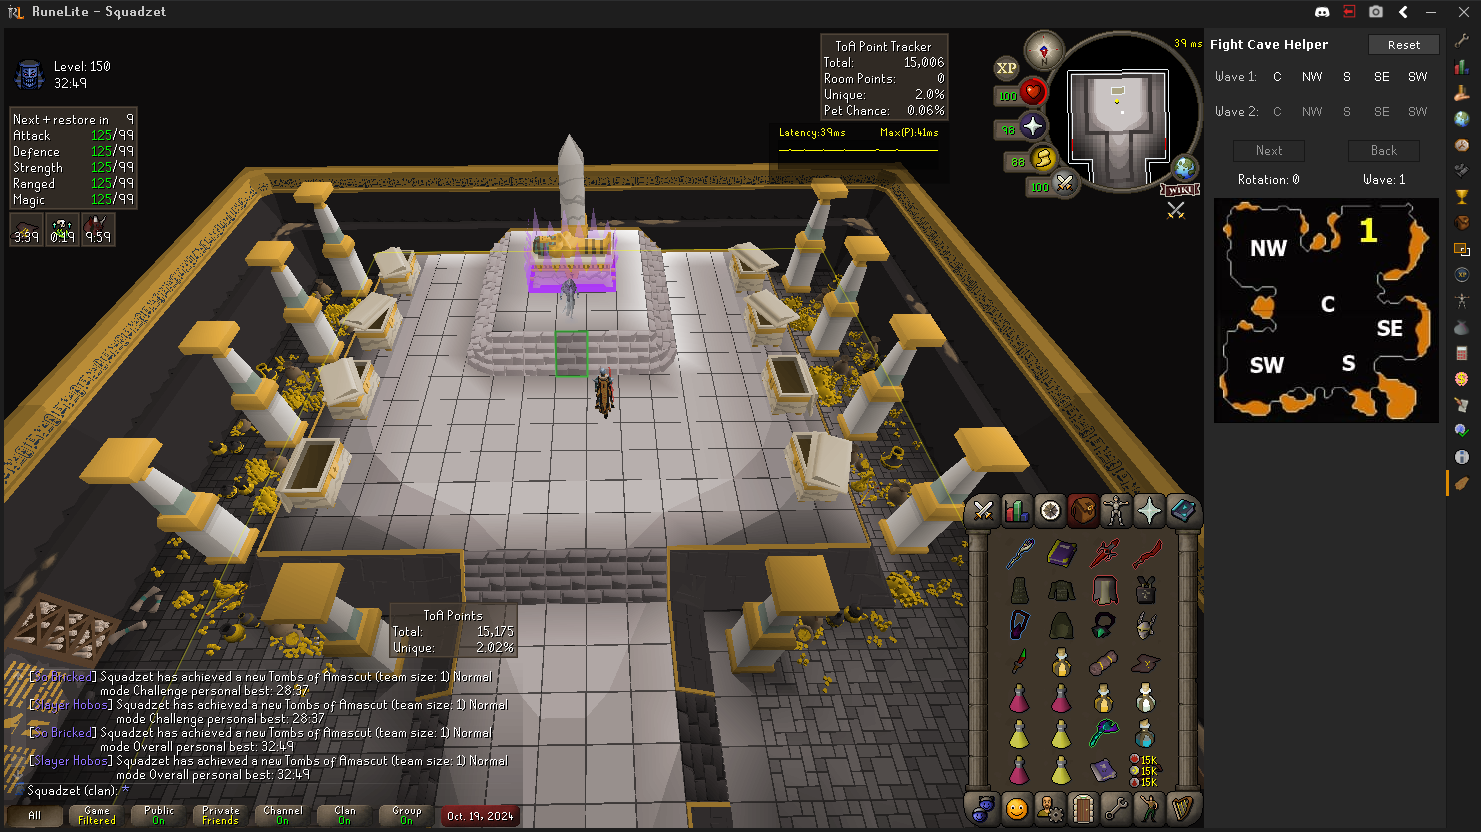 RuneLite - Squadzet
Level: 150
32:49
Next + restore in 9
Attack 125/99
Defence 125/99
Strength 125/99
Ranged 125/99
Magic 125/99
3:39 0:19 9:59
ToA Point Tracker
Total: 15,006
Room Points: 0
Unique: 2.0%
Pet Chance: 0.06%
Latency:39ms Max(P):41ms
39 ms
XP
N
100
98
88
100
WIKI
Fight Cave Helper Reset
Wave 1: C NW S SE SW
Wave 2: C NW S SE SW
Next Back
Rotation: 0 Wave: 1
1
NW
C
SE
SW
S
ToA Points
Total: 15,175
Unique: 2.02%
[So Bricked] Squadzet has achieved a new Tombs of Amascut (team size: 1) Normal
mode Challenge personal best: 28:37
[Slayer Hobos] Squadzet has achieved a new Tombs of Amascut (team size: 1) Normal
mode Challenge personal best: 28:37
[So Bricked] Squadzet has achieved a new Tombs of Amascut (team size: 1) Normal
mode Overall personal best: 32:49
[Slayer Hobos] Squadzet has achieved a new Tombs of Amascut (team size: 1) Normal
mode Overall personal best: 32:49
Squadzet (clan): *
15K
15K
15K
All
Game
Filtered
Public
On
Private
Friends
Channel
On
Clan
On
Group
On
Oct. 19, 2024